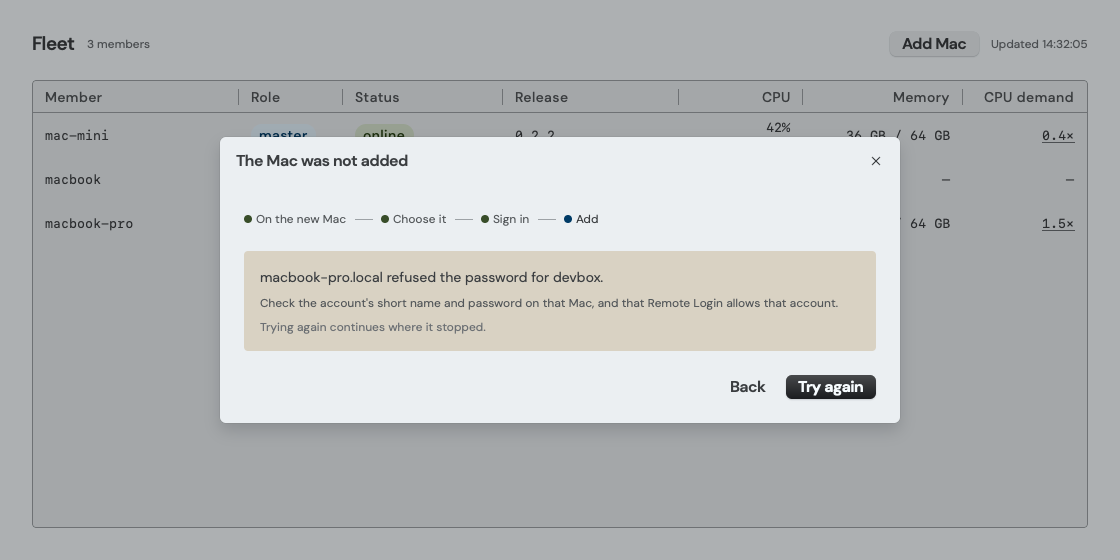 Fleet 3 members Add Mac Updated 14:32:05
Member Role Status Release CPU Memory CPU demand
mac-mini master online 0.2.2 42% 36 GB / 64 GB 0.4×
The Mac was not added ×
macbook — —
On the new Mac — Choose it — Sign in — Add
macbook-pro / 64 GB 1.5×
macbook-pro.local refused the password for devbox.
Check the account's short name and password on that Mac, and that Remote Login allows that account.
Trying again continues where it stopped.
Back Try again